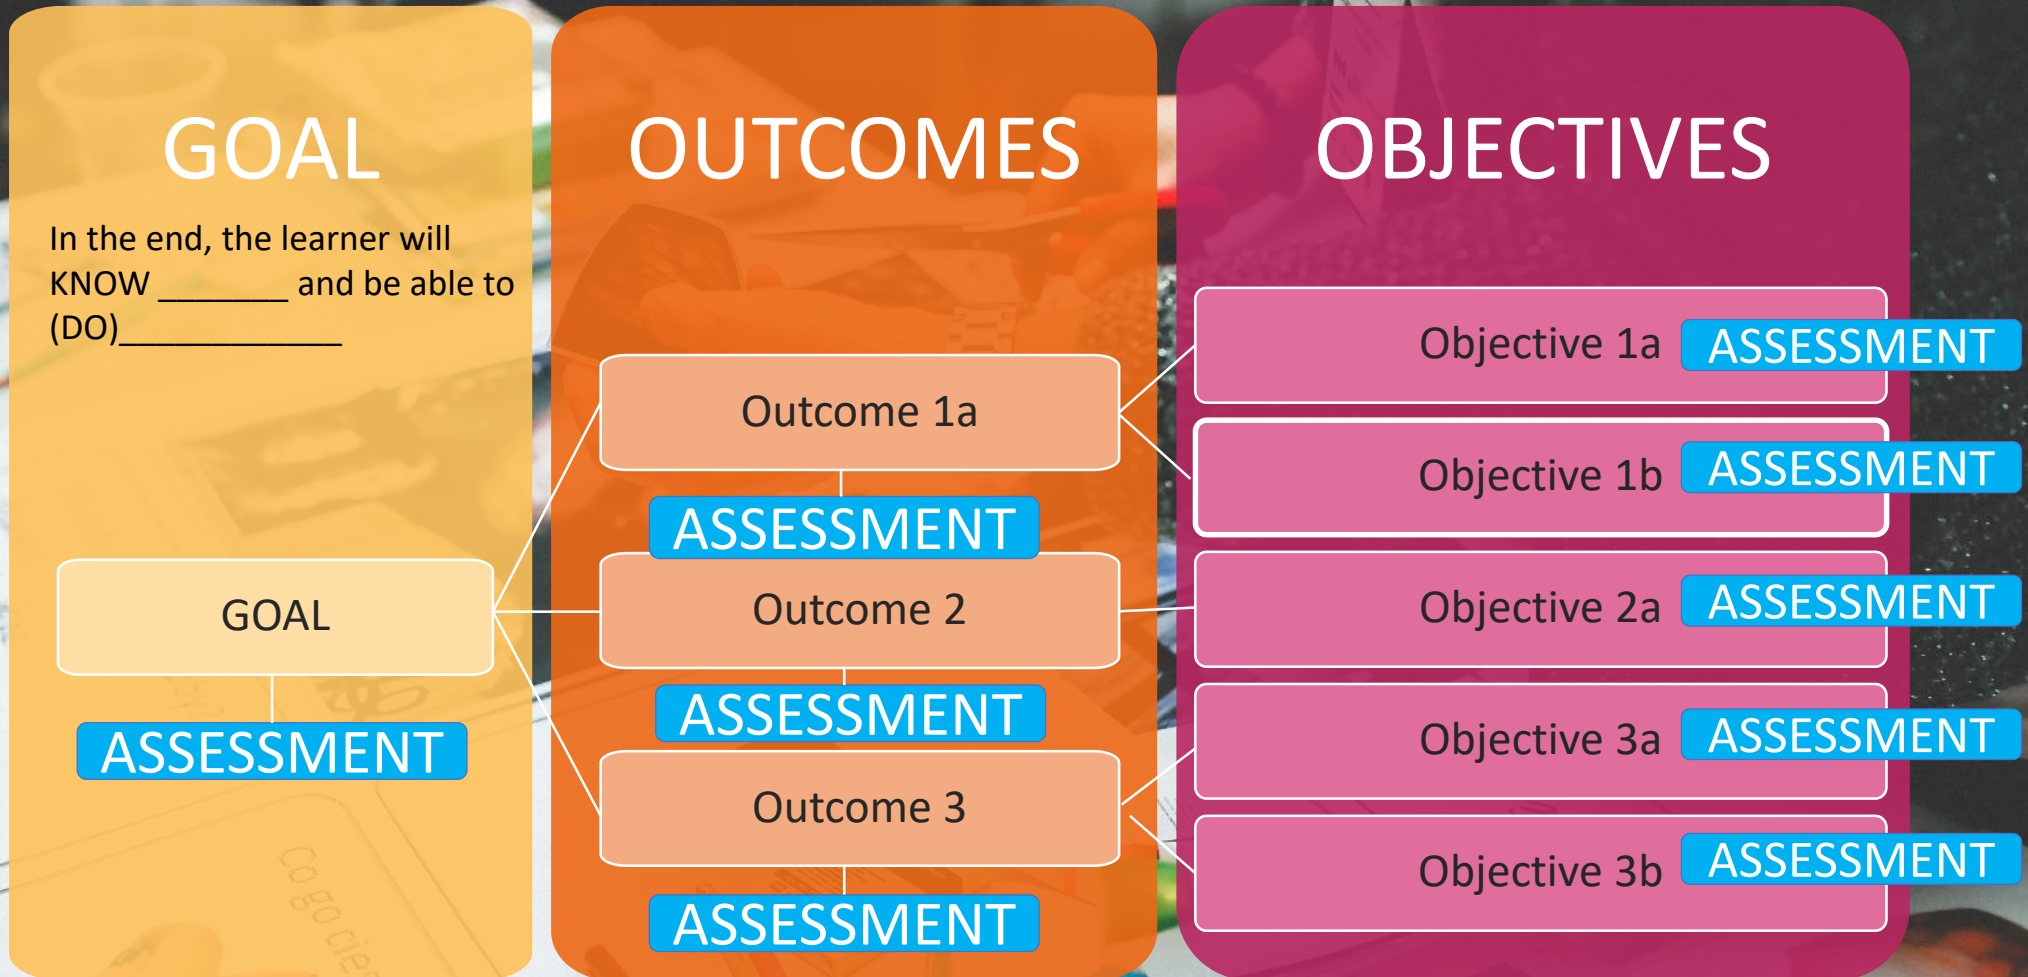 GOAL
In the end, the learner will
KNOW _______ and be able to
(DO)____________
GOAL
ASSESSMENT
OUTCOMES
Outcome 1a
ASSESSMENT
Outcome 2
ASSESSMENT
Outcome 3
ASSESSMENT
OBJECTIVES
Objective 1a ASSESSMENT
Objective 1b ASSESSMENT
Objective 2a ASSESSMENT
Objective 3a ASSESSMENT
Objective 3b ASSESSMENT